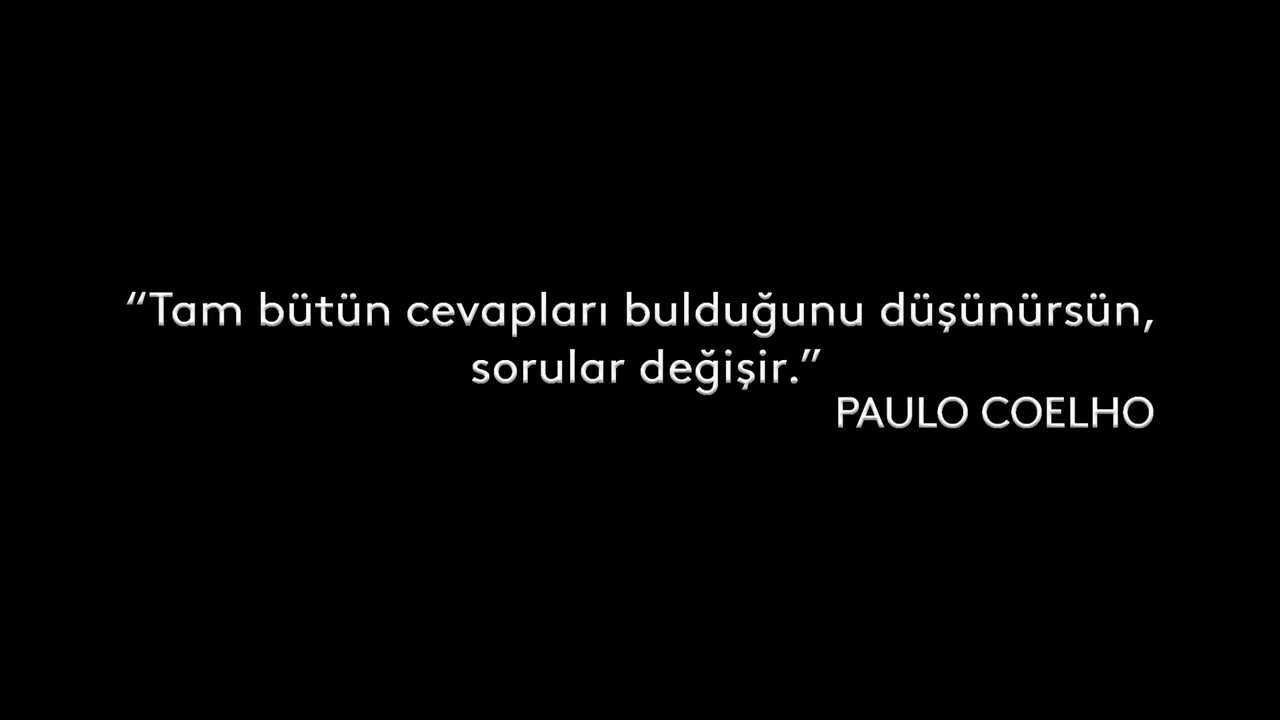 “Tam bütün cevapları bulduğunu düşünürsün,
sorular değişir.”
PAULO COELHO